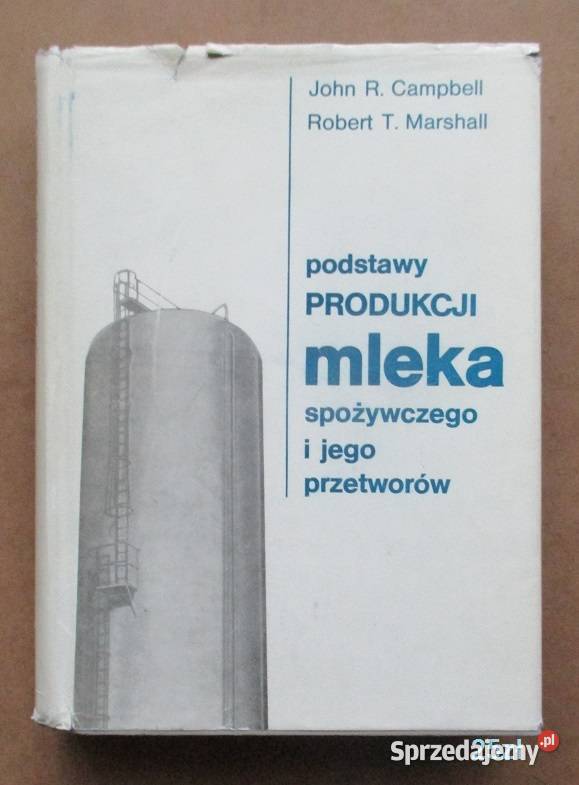 John R. Campbell
Robert T. Marshall
podstawy
PRODUKCJI
mleka
spożywczego
i jego
przetworów
Sprzedajemy.pl